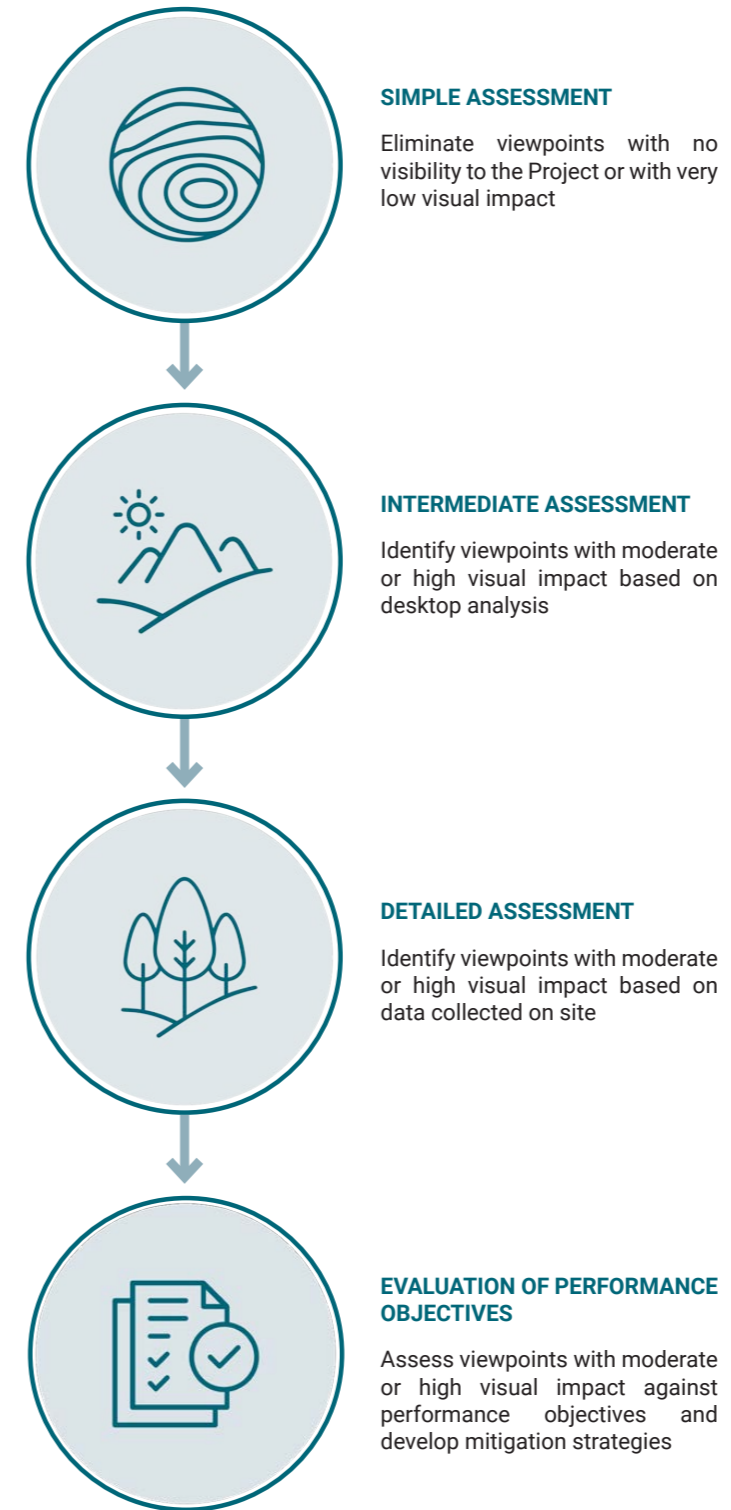 SIMPLE ASSESSMENT
Eliminate viewpoints with no
visibility to the Project or with very
low visual impact
INTERMEDIATE ASSESSMENT
Identify viewpoints with moderate
or high visual impact based on
desktop analysis
DETAILED ASSESSMENT
Identify viewpoints with moderate
or high visual impact based on
data collected on site
EVALUATION OF PERFORMANCE
OBJECTIVES
Assess viewpoints with moderate
or high visual impact against
performance objectives and
develop mitigation strategies